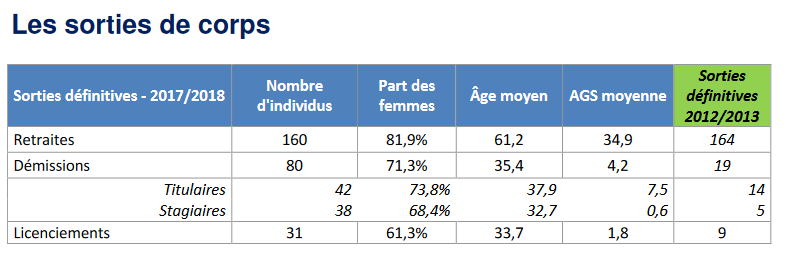 Les sorties de corps
Sorties définitives - 2017/2018 Nombre d'individus Part des femmes Âge moyen AGS moyenne Sorties définitives 2012/2013
Retraites 160 81,9% 61,2 34,9 164
Démissions 80 71,3% 35,4 4,2 19
Titulaires 42 73,8% 37,9 7,5 14
Stagiaires 38 68,4% 32,7 0,6 5
Licenciements 31 61,3% 33,7 1,8 9